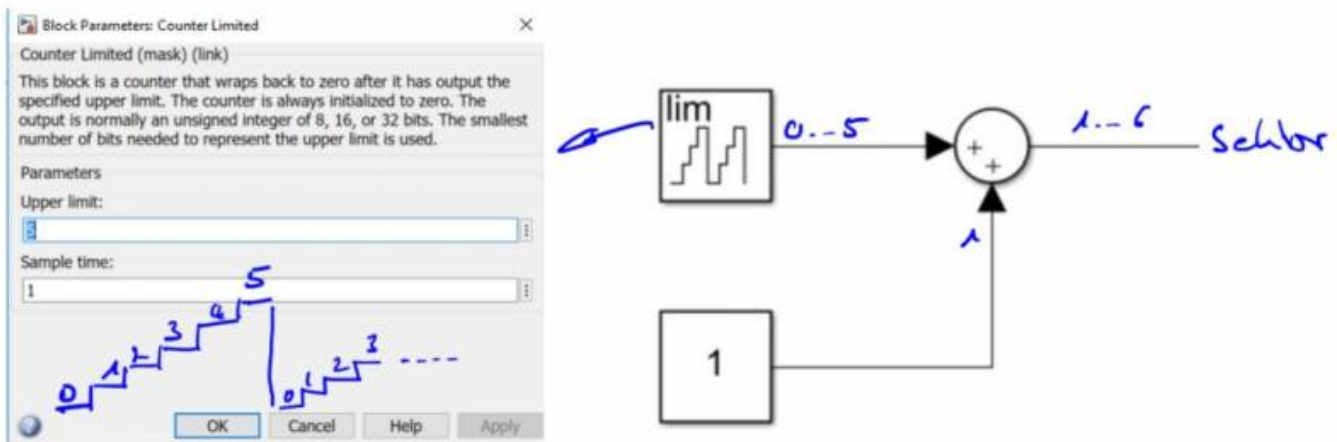 Block Parameters: Counter Limited
Counter Limited (mask) (link)
This block is a counter that wraps back to zero after it has output the
specified upper limit. The counter is always initialized to zero. The
output is normally an unsigned integer of 8, 16, or 32 bits. The smallest
number of bits needed to represent the upper limit is used.
Parameters
Upper limit:
5
Sample time:
1
0 1 2 3 4 5
0 1 2 3 ----
OK Cancel Help Apply
lim
0...5
1...6
1
1